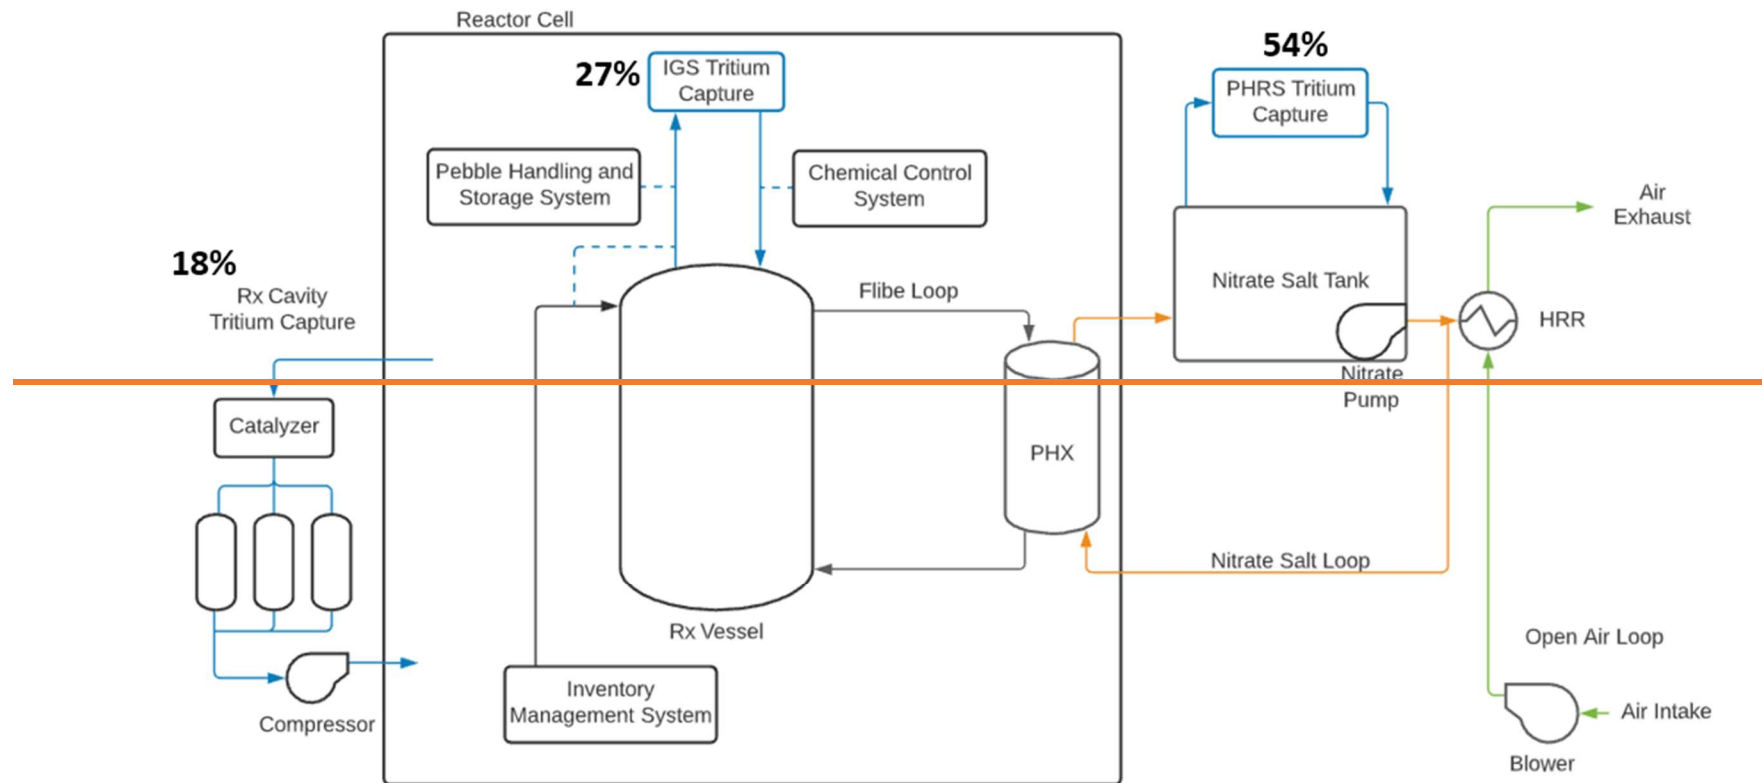 Reactor Cell
54%
27%
IGS Tritium
Capture
PHRS Tritium
Capture
Pebble Handling and
Storage System
Chemical Control
System
Air
Exhaust
18%
Rx Cavity
Tritium Capture
Flibe Loop
Nitrate Salt Tank
HRR
Nitrate
Pump
Catalyzer
PHX
Nitrate Salt Loop
Rx Vessel
Open Air Loop
Inventory
Management System
Compressor
Air Intake
Blower